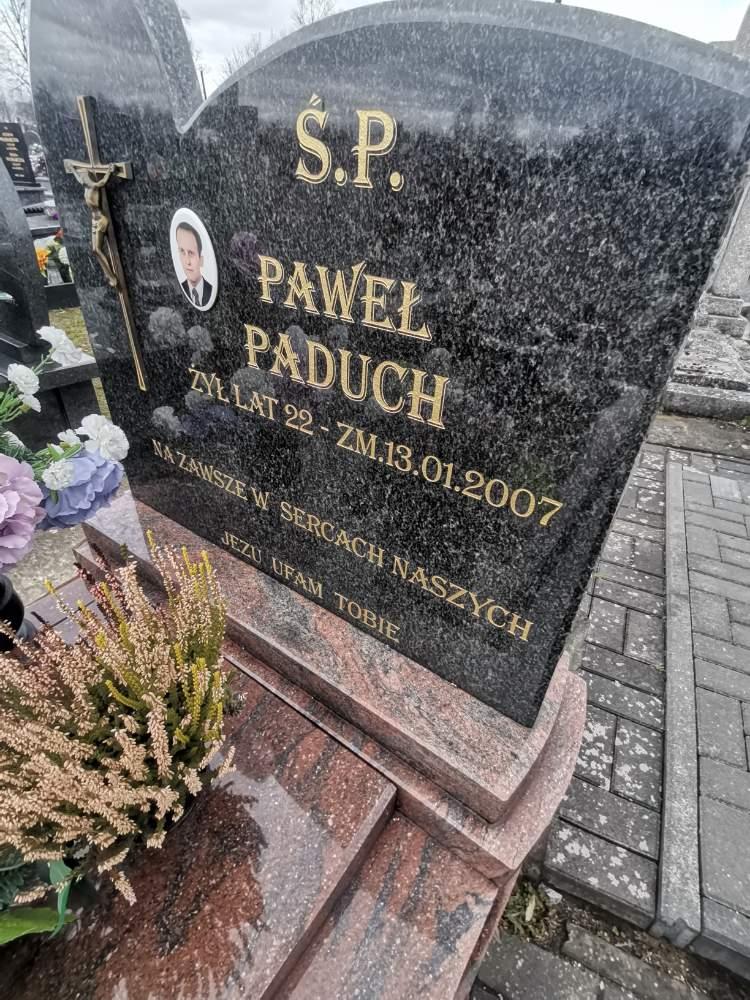 Ś.P.
PAWEŁ
PADUCH
ŻYŁ LAT 22 - ZM.13.01.2007
NA ZAWSZE W SERCACH NASZYCH
JEZU UFAM TOBIE